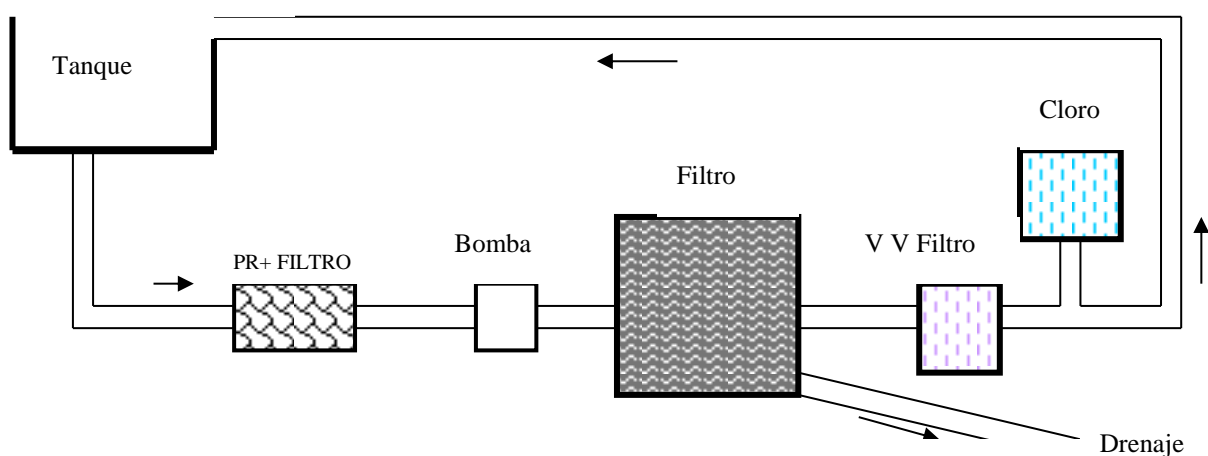 Tanque
Cloro
Filtro
Bomba
V V Filtro
PR+ FILTRO
Drenaje